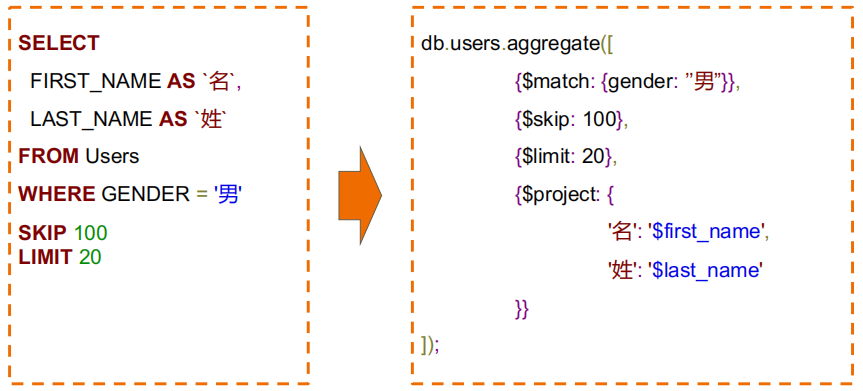 SELECT
FIRST_NAME AS `名`,
LAST_NAME AS `姓`
FROM Users
WHERE GENDER = '男'
SKIP 100
LIMIT 20
db.users.aggregate([
{$match: {gender: ’’男”}},
{$skip: 100},
{$limit: 20},
{$project: {
'名': '$first_name',
'姓': '$last_name'
}}
]);